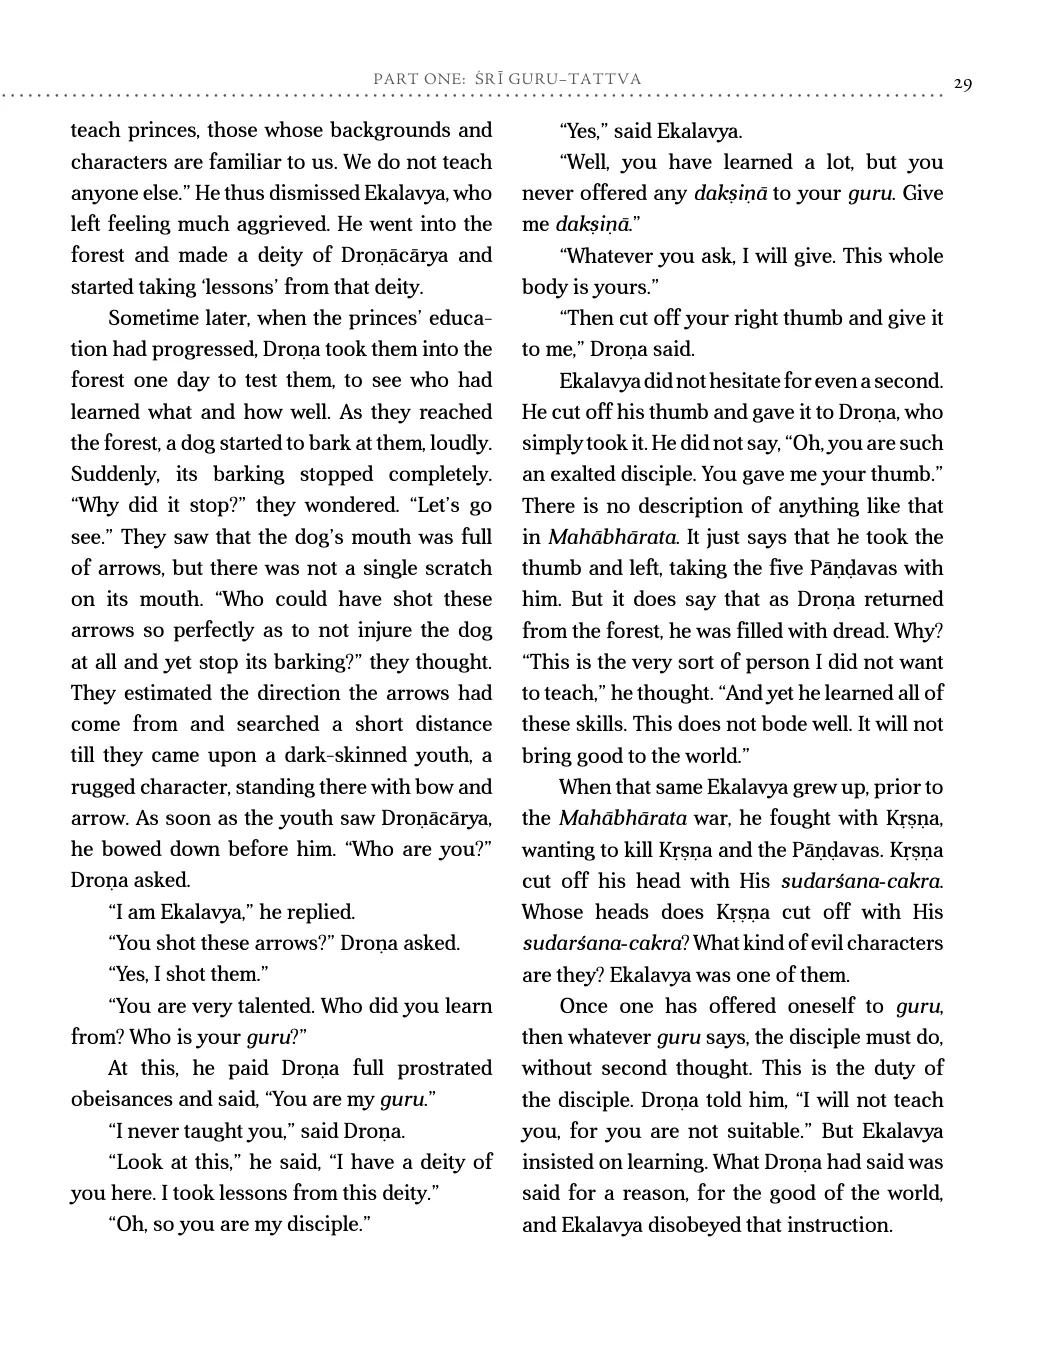 PART ONE: ŚRĪ GURU–TATTVA
29
teach princes, those whose backgrounds and
characters are familiar to us. We do not teach
anyone else.” He thus dismissed Ekalavya, who
left feeling much aggrieved. He went into the
forest and made a deity of Droṇācārya and
started taking ‘lessons’ from that deity.
Sometime later, when the princes’ educa-
tion had progressed, Droṇa took them into the
forest one day to test them, to see who had
learned what and how well. As they reached
the forest, a dog started to bark at them, loudly.
Suddenly, its barking stopped completely.
“Why did it stop?” they wondered. “Let’s go
see.” They saw that the dog’s mouth was full
of arrows, but there was not a single scratch
on its mouth. “Who could have shot these
arrows so perfectly as to not injure the dog
at all and yet stop its barking?” they thought.
They estimated the direction the arrows had
come from and searched a short distance
till they came upon a dark-skinned youth, a
rugged character, standing there with bow and
arrow. As soon as the youth saw Droṇācārya,
he bowed down before him. “Who are you?”
Droṇa asked.
“I am Ekalavya,” he replied.
“You shot these arrows?” Droṇa asked.
“Yes, I shot them.”
“You are very talented. Who did you learn
from? Who is your guru?”
At this, he paid Droṇa full prostrated
obeisances and said, “You are my guru.”
“I never taught you,” said Droṇa.
“Look at this,” he said, “I have a deity of
you here. I took lessons from this deity.”
“Oh, so you are my disciple.”
“Yes,” said Ekalavya.
“Well, you have learned a lot, but you
never offered any dakṣiṇā to your guru. Give
me dakṣiṇā.”
“Whatever you ask, I will give. This whole
body is yours.”
“Then cut off your right thumb and give it
to me,” Droṇa said.
Ekalavya did not hesitate for even a second.
He cut off his thumb and gave it to Droṇa, who
simply took it. He did not say, “Oh, you are such
an exalted disciple. You gave me your thumb.”
There is no description of anything like that
in Mahābhārata. It just says that he took the
thumb and left, taking the five Pāṇḍavas with
him. But it does say that as Droṇa returned
from the forest, he was filled with dread. Why?
“This is the very sort of person I did not want
to teach,” he thought. “And yet he learned all of
these skills. This does not bode well. It will not
bring good to the world.”
When that same Ekalavya grew up, prior to
the Mahābhārata war, he fought with Kṛṣṇa,
wanting to kill Kṛṣṇa and the Pāṇḍavas. Kṛṣṇa
cut off his head with His sudarśana-cakra.
Whose heads does Kṛṣṇa cut off with His
sudarśana-cakra? What kind of evil characters
are they? Ekalavya was one of them.
Once one has offered oneself to guru,
then whatever guru says, the disciple must do,
without second thought. This is the duty of
the disciple. Droṇa told him, “I will not teach
you, for you are not suitable.” But Ekalavya
insisted on learning. What Droṇa had said was
said for a reason, for the good of the world,
and Ekalavya disobeyed that instruction.